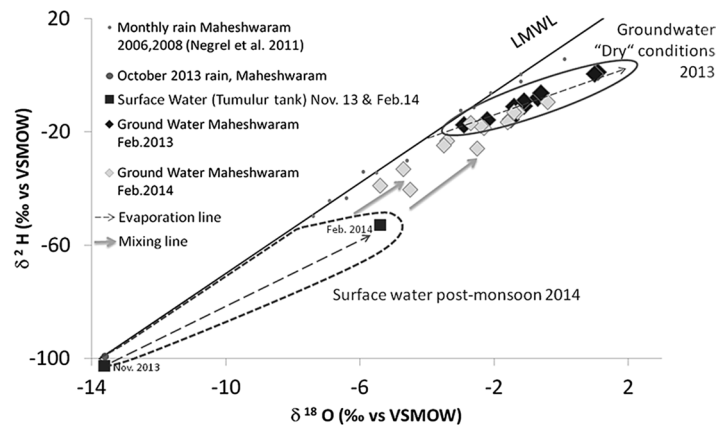 20
-20
-60
-100
-14
-10
-6
-2
2
δ ² H (‰ vs VSMOW)
δ ¹⁸ O (‰ vs VSMOW)
Monthly rain Maheshwaram
2006,2008 (Negrel et al. 2011)
October 2013 rain, Maheshwaram
Surface Water (Tumulur tank) Nov. 13 & Feb.14
Ground Water Maheshwaram
Feb.2013
Ground Water Maheshwaram
Feb.2014
Evaporation line
Mixing line
LMWL
Groundwater
“Dry“ conditions
2013
Feb. 2014
Surface water post-monsoon 2014
Nov. 2013